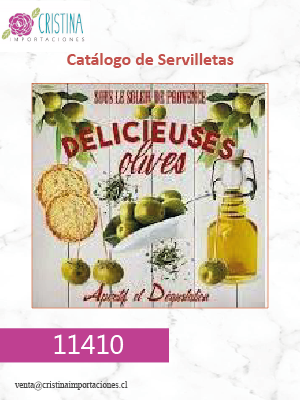 CRISTINA
IMPORTACIONES
Catálogo de Servilletas
SOUS LE SOLEIL DE PROVENCE
DELICIEUSES
olives
Apéritif et Dégustation
11410
venta@cristinaimportaciones.cl